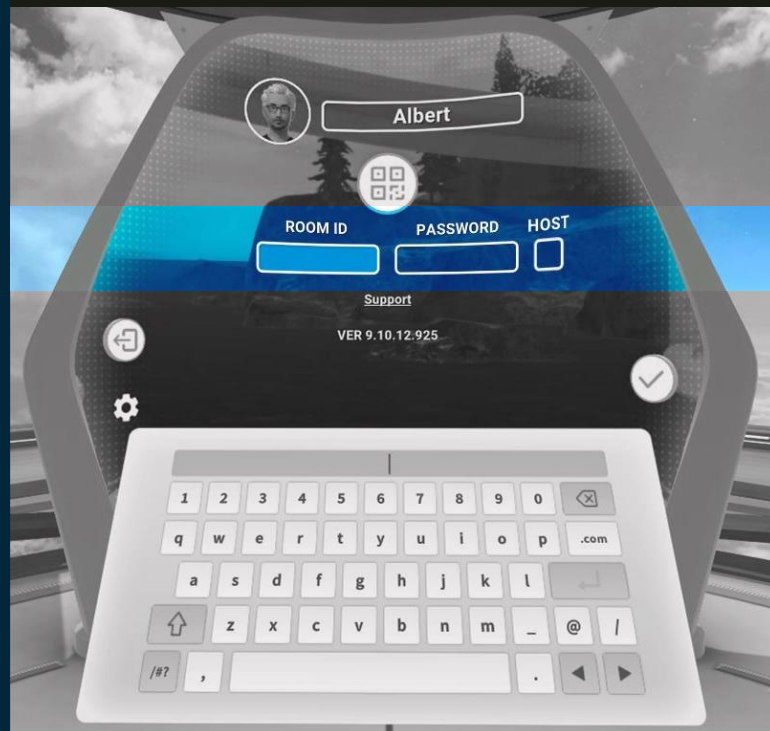 Albert
ROOM ID PASSWORD HOST
Support
VER 9.10.12.925
1 2 3 4 5 6 7 8 9 0
q w e r t y u i o p .com
a s d f g h j k l
z x c v b n m _ @ /
/#? , .